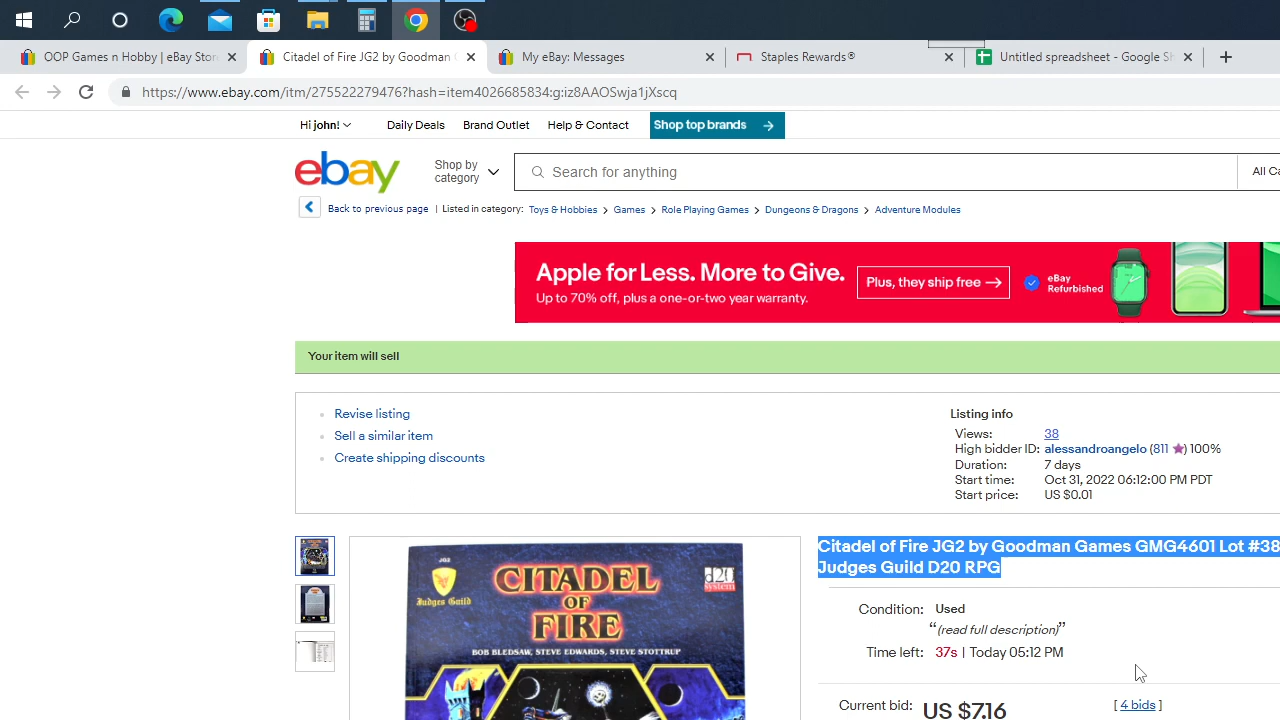 OOP Games n Hobby | eBay Stor
Citadel of Fire JG2 by Goodman G
My eBay: Messages
Staples Rewards®
Untitled spreadsheet - Google Sh
https://www.ebay.com/itm/275522279476?hash=item4026685834:g:iz8AAOSwja1jXscq
Hi john! Daily Deals Brand Outlet Help & Contact Shop top brands
ebay
Shop by
category
Search for anything
All Ca
Back to previous page | Listed in category: Toys & Hobbies > Games > Role Playing Games > Dungeons & Dragons > Adventure Modules
Apple for Less. More to Give.
Up to 70% off, plus a one-or-two year warranty.
Plus, they ship free →
eBay
Refurbished
Your item will sell
Revise listing
Sell a similar item
Create shipping discounts
Listing info
Views: 38
High bidder ID: alessandroangelo (811 ★) 100%
Duration: 7 days
Start time: Oct 31, 2022 06:12:00 PM PDT
Start price: US $0.01
JG2
Judges Guild
CITADEL
OF
FIRE
d20
system
BOB BLEDSAW, STEVE EDWARDS, STEVE STOTTRUP
Citadel of Fire JG2 by Goodman Games GMG4601 Lot #38
Judges Guild D20 RPG
Condition: Used
“(read full description)”
Time left: 37s | Today 05:12 PM
Current bid: US $7.16 [ 4 bids ]